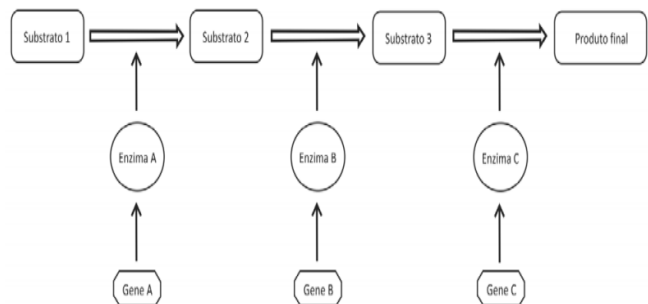 Substrato 1
Substrato 2
Substrato 3
Produto final
Enzima A
Enzima B
Enzima C
Gene A
Gene B
Gene C